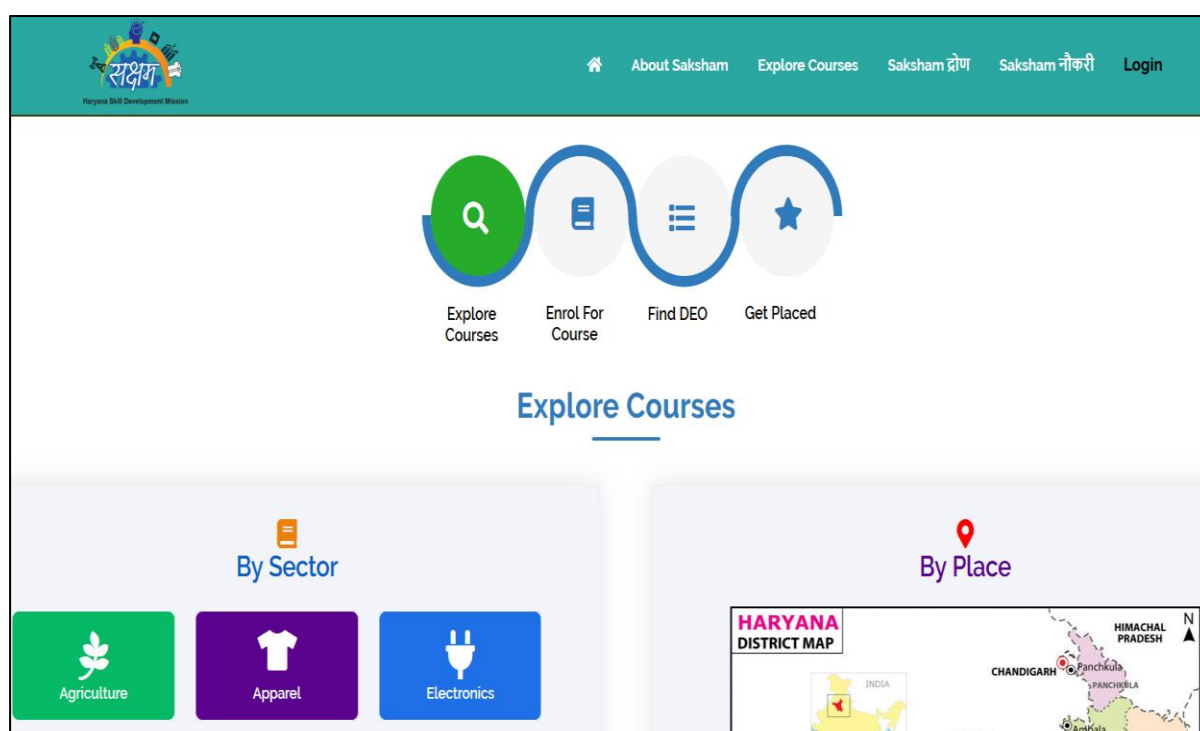 सक्षम
Haryana Skill Development Mission
About Saksham
Explore Courses
Saksham द्रोण
Saksham नौकरी
Login
Explore
Courses
Enrol For
Course
Find DEO
Get Placed
Explore Courses
By Sector
Agriculture
Apparel
Electronics
By Place
HARYANA
DISTRICT MAP
INDIA
HIMACHAL
PRADESH
N
CHANDIGARH
Panchkula
PANCHKULA
Ambala